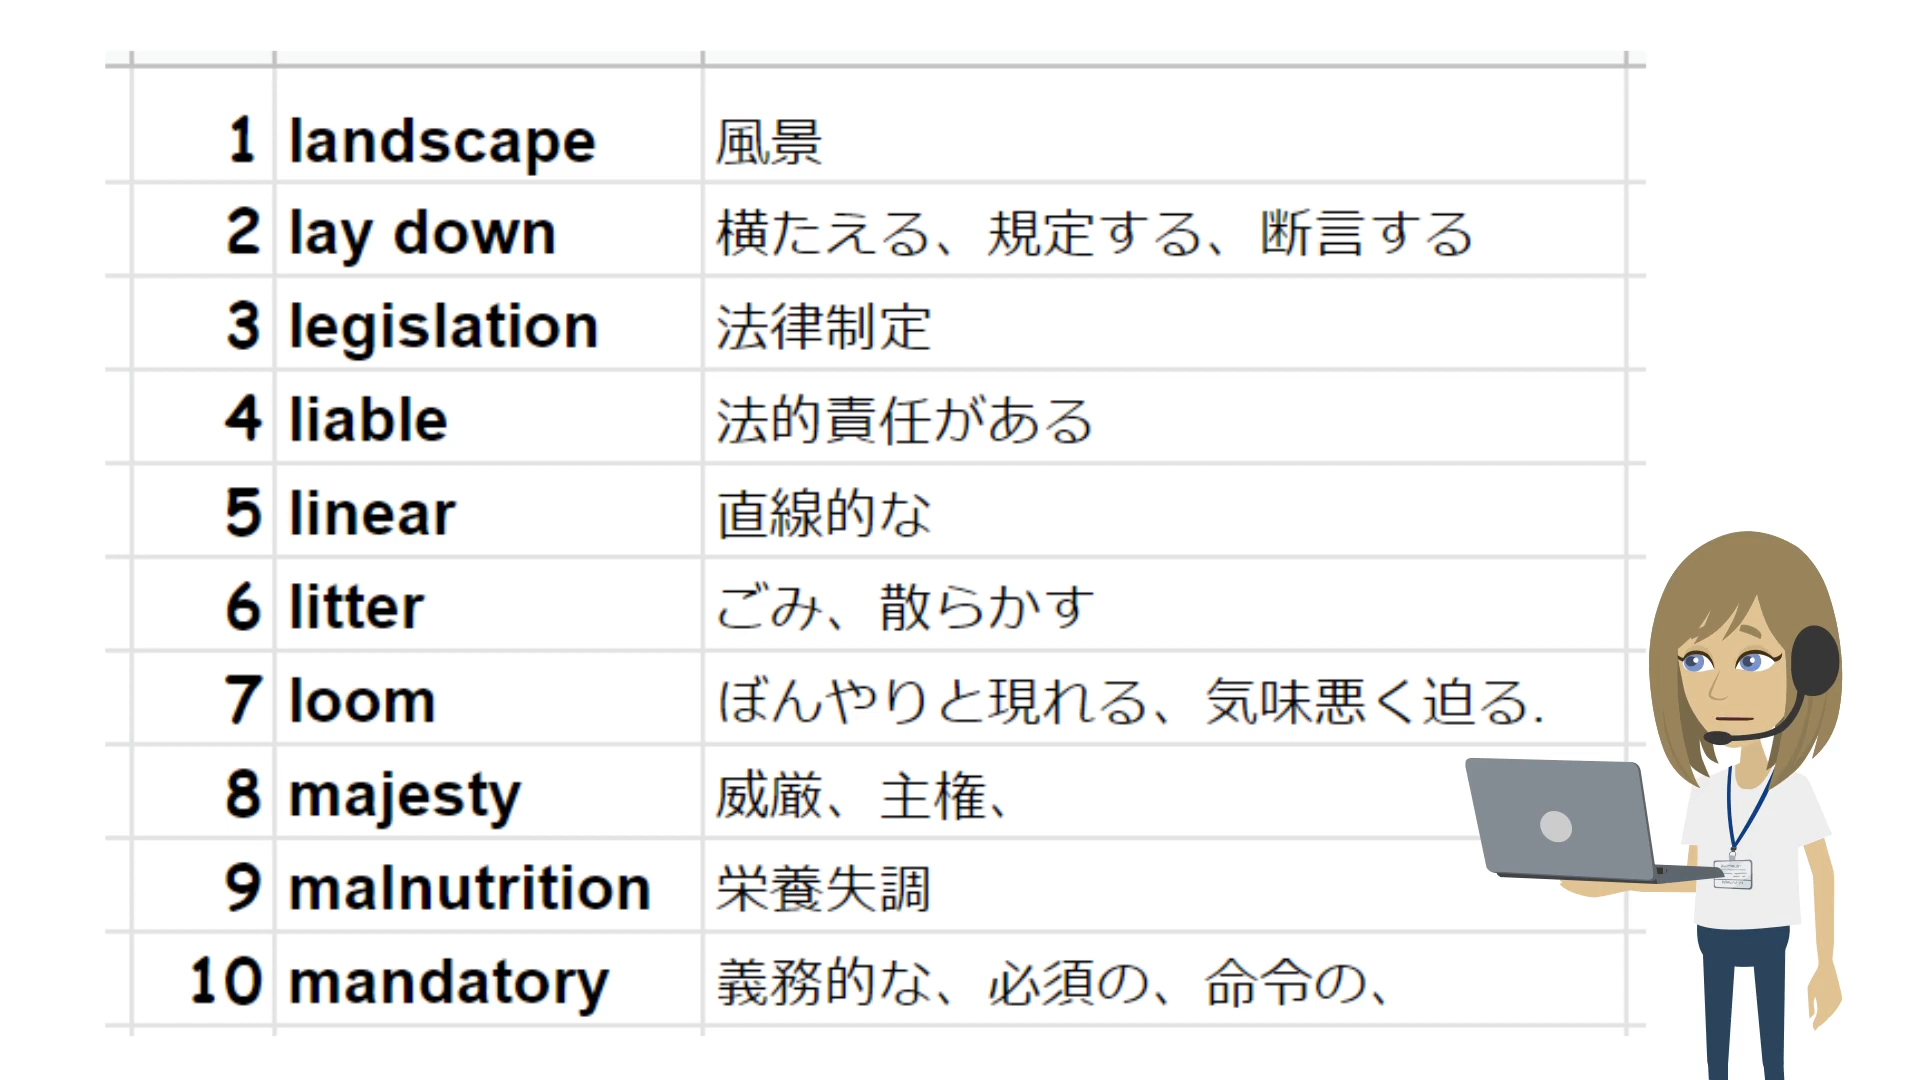 1 landscape 風景
2 lay down 横たえる、規定する、断言する
3 legislation 法律制定
4 liable 法的責任がある
5 linear 直線的な
6 litter ごみ、散らかす
7 loom ぼんやりと現れる、気味悪く迫る.
8 majesty 威厳、主権、
9 malnutrition 栄養失調
10 mandatory 義務的な、必須の、命令の、